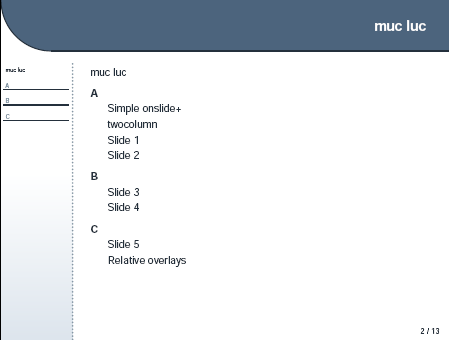 muc luc
muc luc
A
B
C
muc luc
A
Simple onslide+
twocolumn
Slide 1
Slide 2
B
Slide 3
Slide 4
C
Slide 5
Relative overlays
2 / 13